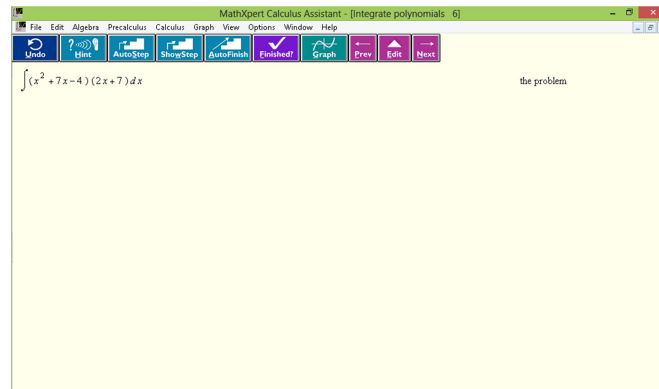 MathXpert Calculus Assistant - [Integrate polynomials 6]
File Edit Algebra Precalculus Calculus Graph View Options Window Help
Undo ? Hint AutoStep ShowStep AutoFinish Finished? Graph Prev Edit Next
∫(x² + 7x − 4)(2x + 7)dx the problem